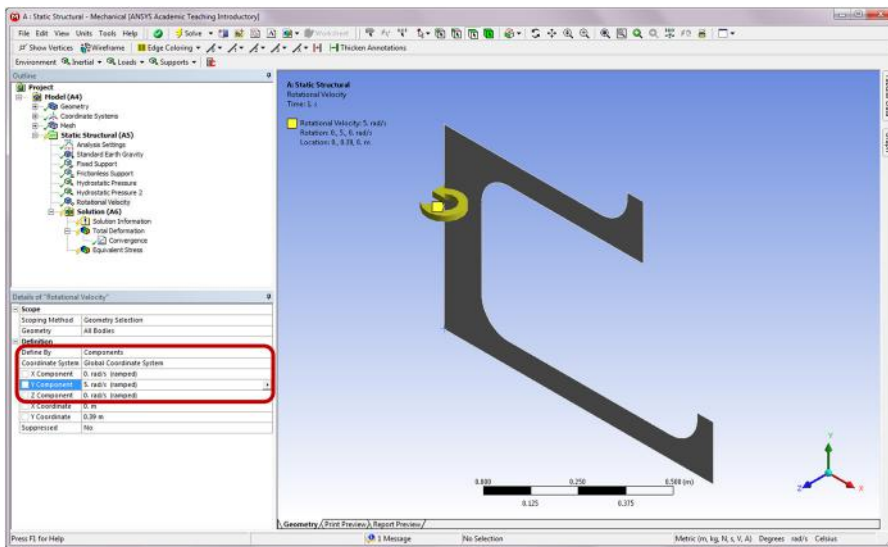 A : Static Structural - Mechanical [ANSYS Academic Teaching Introductory]
File Edit View Units Tools Help Solve Worksheet
Show Vertices Wireframe Edge Coloring Thicken Annotations
Environment Inertial Loads Supports
Outline
Project
Model (A4)
Geometry
Coordinate Systems
Mesh
Static Structural (A5)
Analysis Settings
Standard Earth Gravity
Fixed Support
Frictionless Support
Hydrostatic Pressure
Hydrostatic Pressure 2
Rotational Velocity
Solution (A6)
Solution Information
Total Deformation
Convergence
Equivalent Stress
Details of "Rotational Velocity"
Scope
Scoping Method Geometry Selection
Geometry All Bodies
Definition
Define By Components
Coordinate System Global Coordinate System
X Component 0. rad/s (ramped)
Y Component 5. rad/s (ramped)
Z Component 0. rad/s (ramped)
X Coordinate 0. m
Y Coordinate 0.39 m
Suppressed No
A: Static Structural
Rotational Velocity
Time: 1. s
Rotational Velocity: 5. rad/s
Rotation: 0., 5., 0. rad/s
Location: 0., 0.39, 0. m
0.000 0.250 0.500 (m)
0.125 0.375
Y
Z X
Geometry Print Preview Report Preview
Press F1 for Help 1 Message No Selection Metric (m, kg, N, s, V, A) Degrees rad/s Celsius